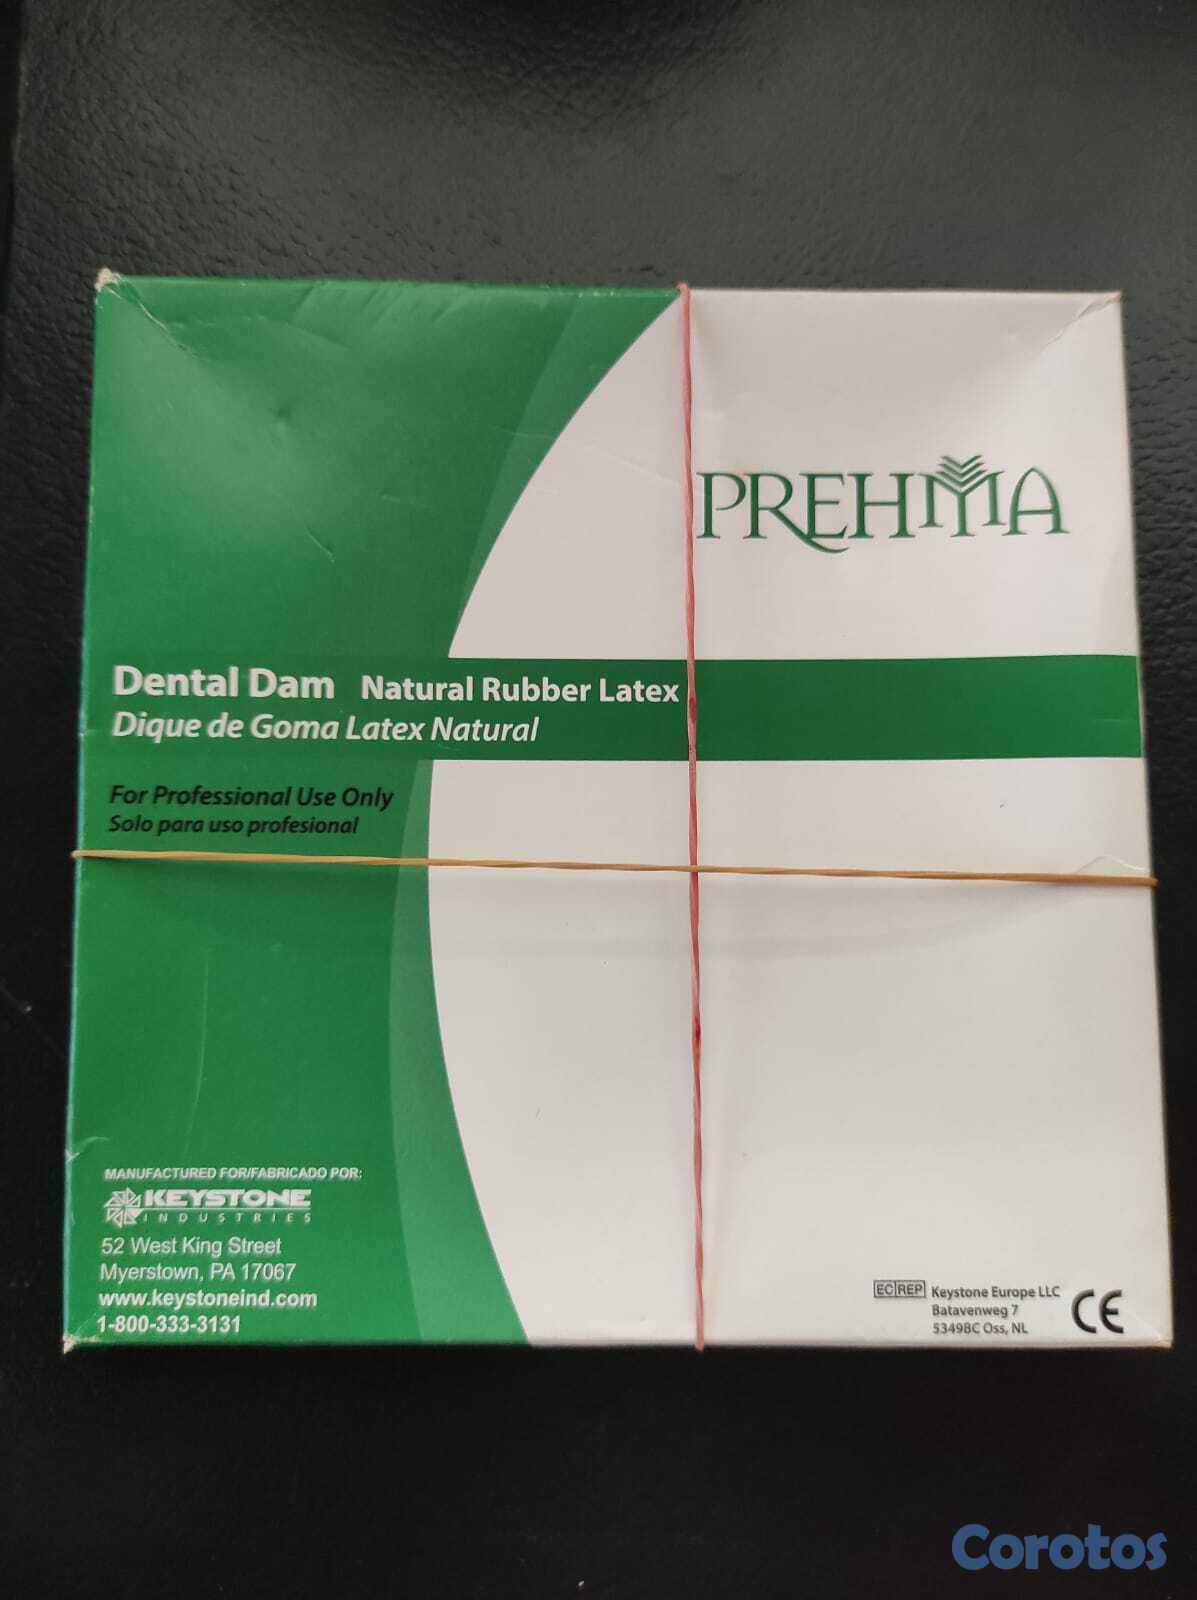 PREHMA
Dental Dam Natural Rubber Latex
Dique de Goma Latex Natural
For Professional Use Only
Solo para uso profesional
MANUFACTURED FOR/FABRICADO POR:
KEYSTONE
INDUSTRIES
52 West King Street
Myerstown, PA 17067
www.keystoneind.com
1-800-333-3131
EC REP Keystone Europe LLC
Batavenweg 7
5349BC Oss, NL
CE
Corotos